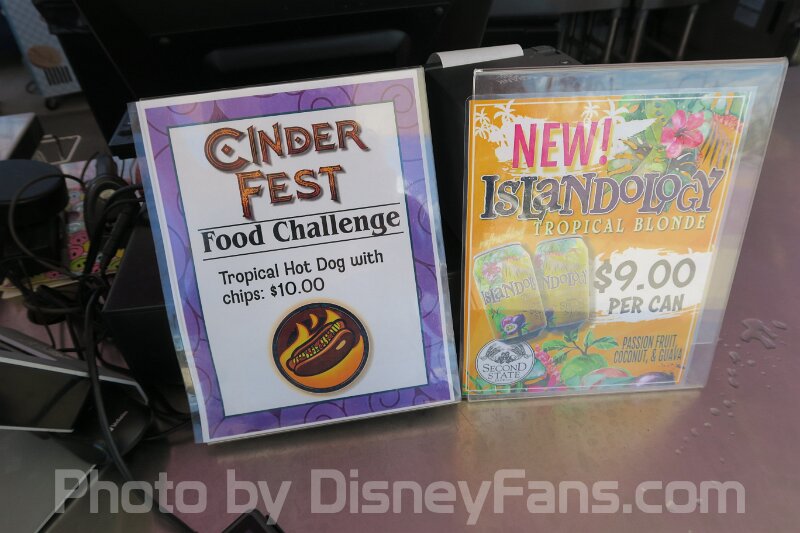 CINDER
FEST
Food Challenge
Tropical Hot Dog with
chips: $10.00
NEW!
ISLANDOLOGY
TROPICAL BLONDE
ISLANDOLOGY
$9.00
PER CAN
PASSION FRUIT,
COCONUT, & GUAVA
SECOND
STATE
Photo by DisneyFans.com